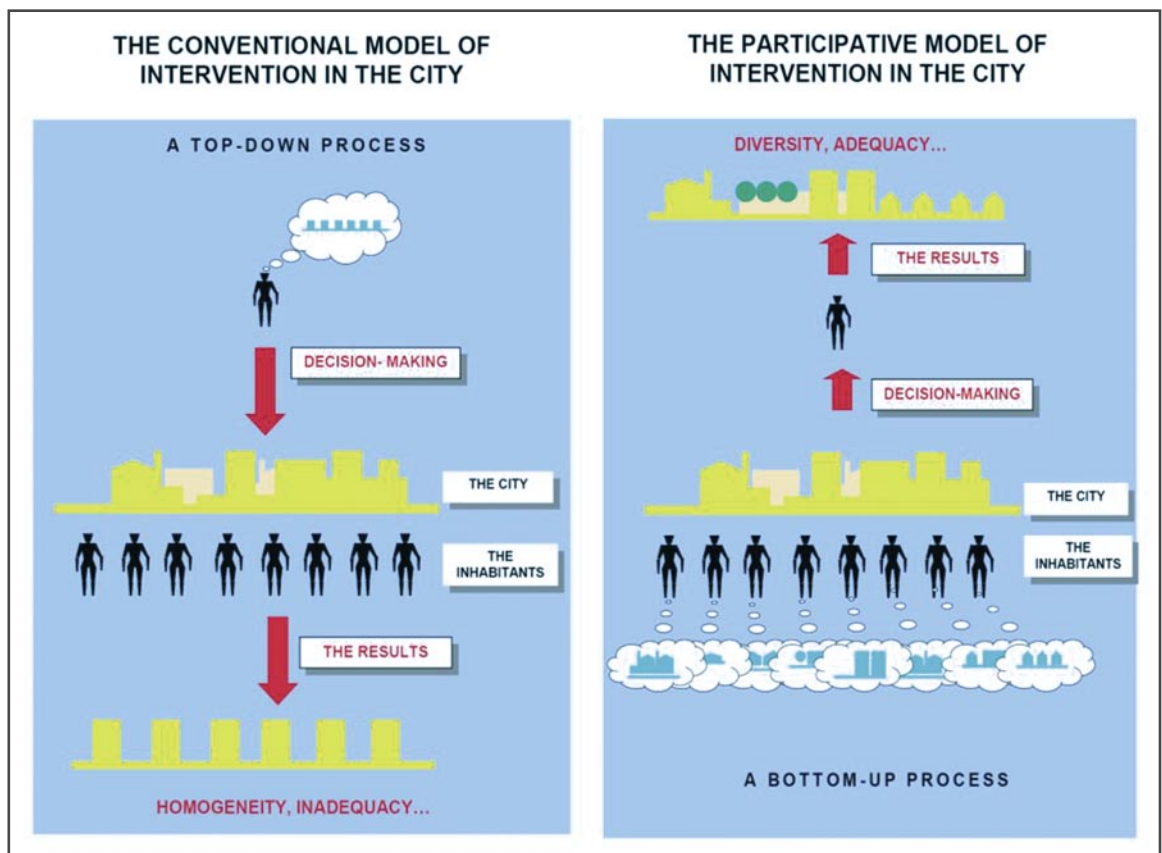 THE CONVENTIONAL MODEL OF
INTERVENTION IN THE CITY
A TOP-DOWN PROCESS
DECISION- MAKING
THE CITY
THE
INHABITANTS
THE RESULTS
HOMOGENEITY, INADEQUACY...
THE PARTICIPATIVE MODEL OF
INTERVENTION IN THE CITY
DIVERSITY, ADEQUACY...
THE RESULTS
DECISION-MAKING
THE CITY
THE
INHABITANTS
A BOTTOM-UP PROCESS